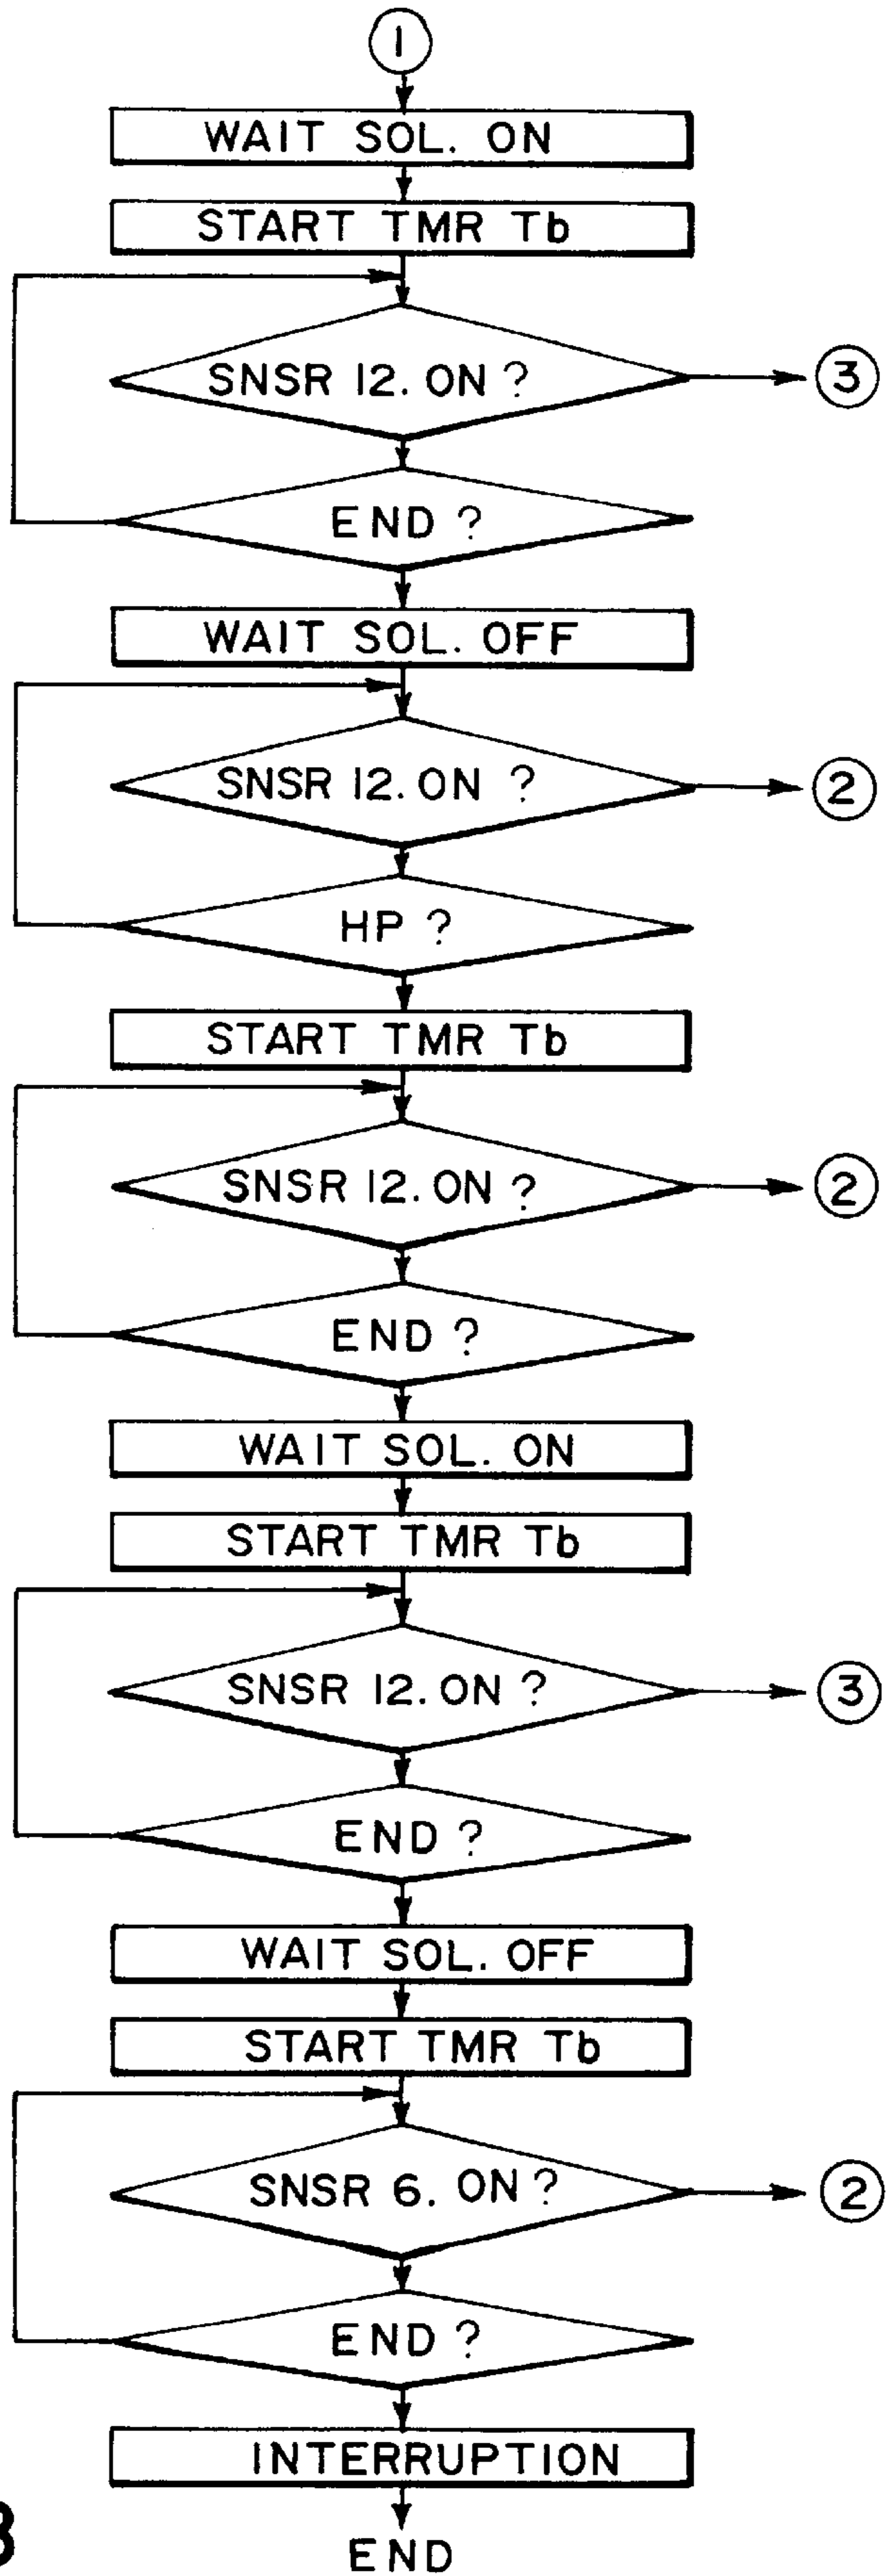 1
WAIT SOL. ON
START TMR Tb
SNSR 12. ON ?
3
END ?
WAIT SOL. OFF
SNSR 12. ON ?
2
HP ?
START TMR Tb
SNSR 12. ON ?
2
END ?
WAIT SOL. ON
START TMR Tb
SNSR 12. ON ?
3
END ?
WAIT SOL. OFF
START TMR Tb
SNSR 6. ON ?
2
END ?
INTERRUPTION
END